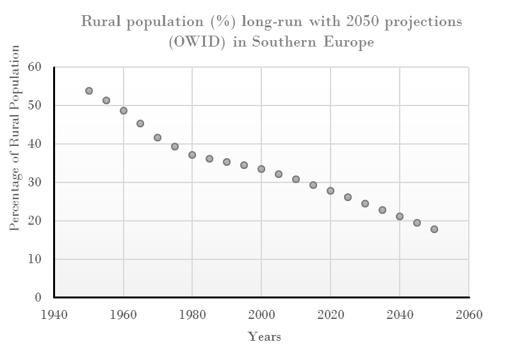 Rural population (%) long-run with 2050 projections
(OWID) in Southern Europe
Percentage of Rural Population
60
50
40
30
20
10
0
1940 1960 1980 2000 2020 2040 2060
Years